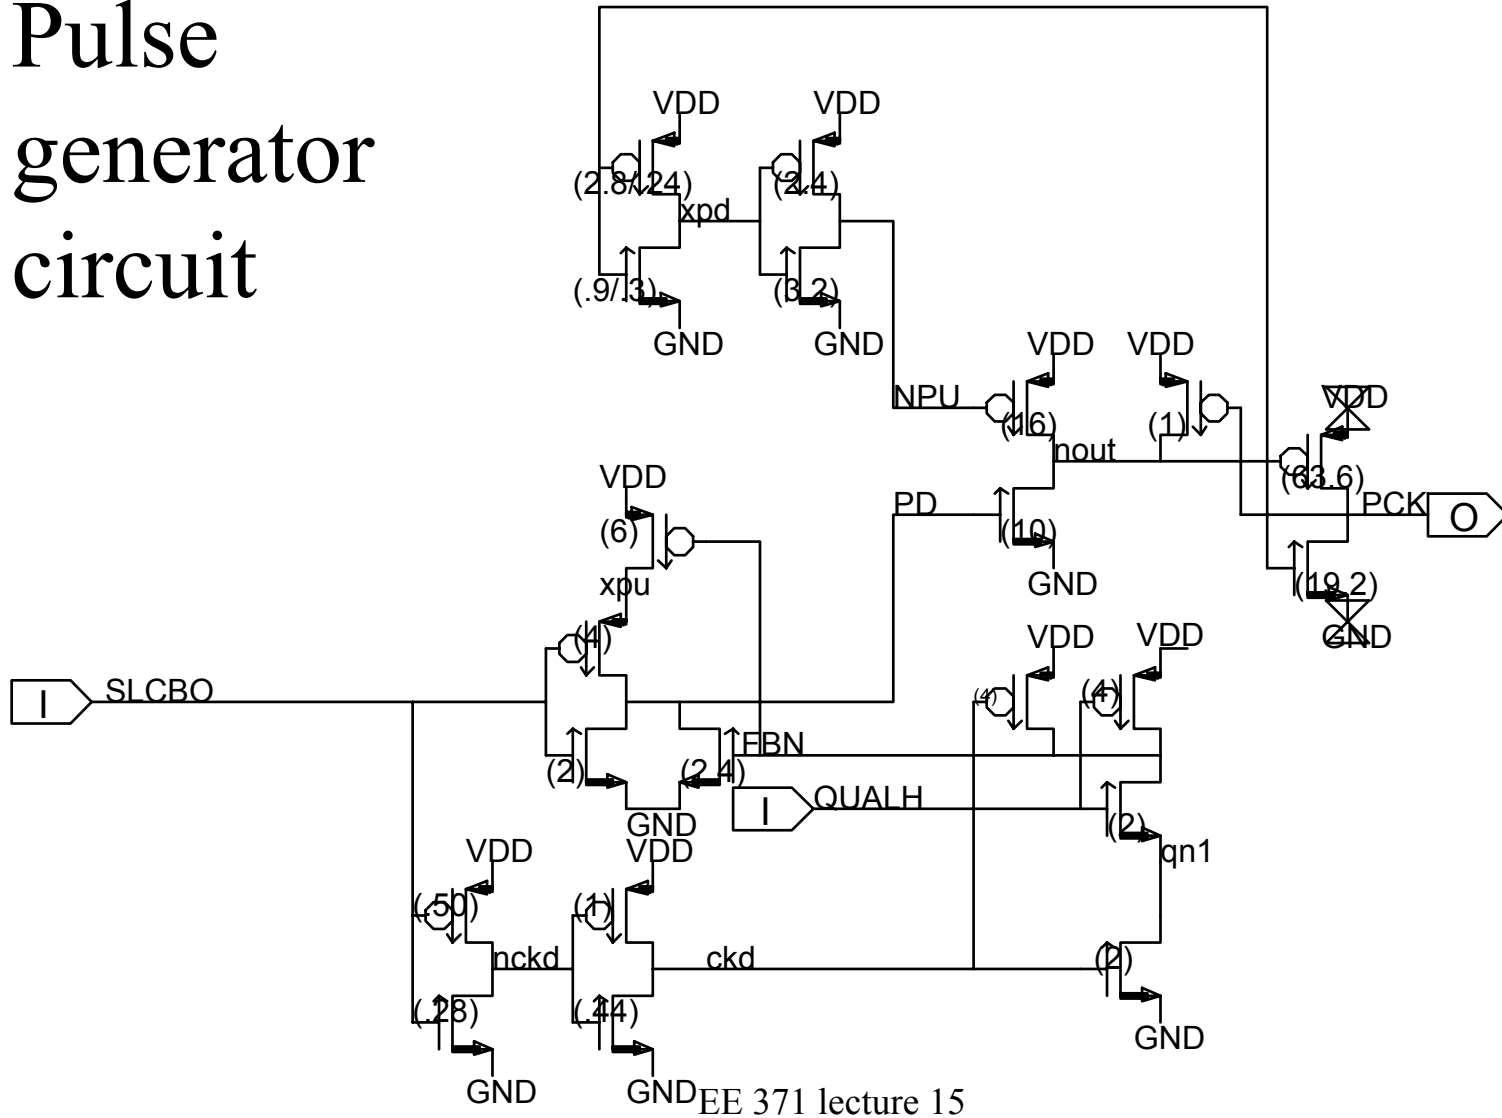 Pulse
generator
circuit
VDD
VDD
(2.8/.24)
(2.4)
xpd
(.9/.3)
(3.2)
GND
GND
VDD
VDD
NPU
VDD
(16)
(1)
nout
(63.6)
VDD
PD
PCK
O
(6)
(10)
xpu
GND
(19.2)
(4)
VDD
VDD
GND
I
SLCBO
(4)
(4)
FBN
(2)
(2.4)
I
QUALH
GND
(2)
VDD
VDD
qn1
(.50)
(1)
nckd
ckd
(2)
(.28)
(.44)
GND
GND
GND
EE 371 lecture 15